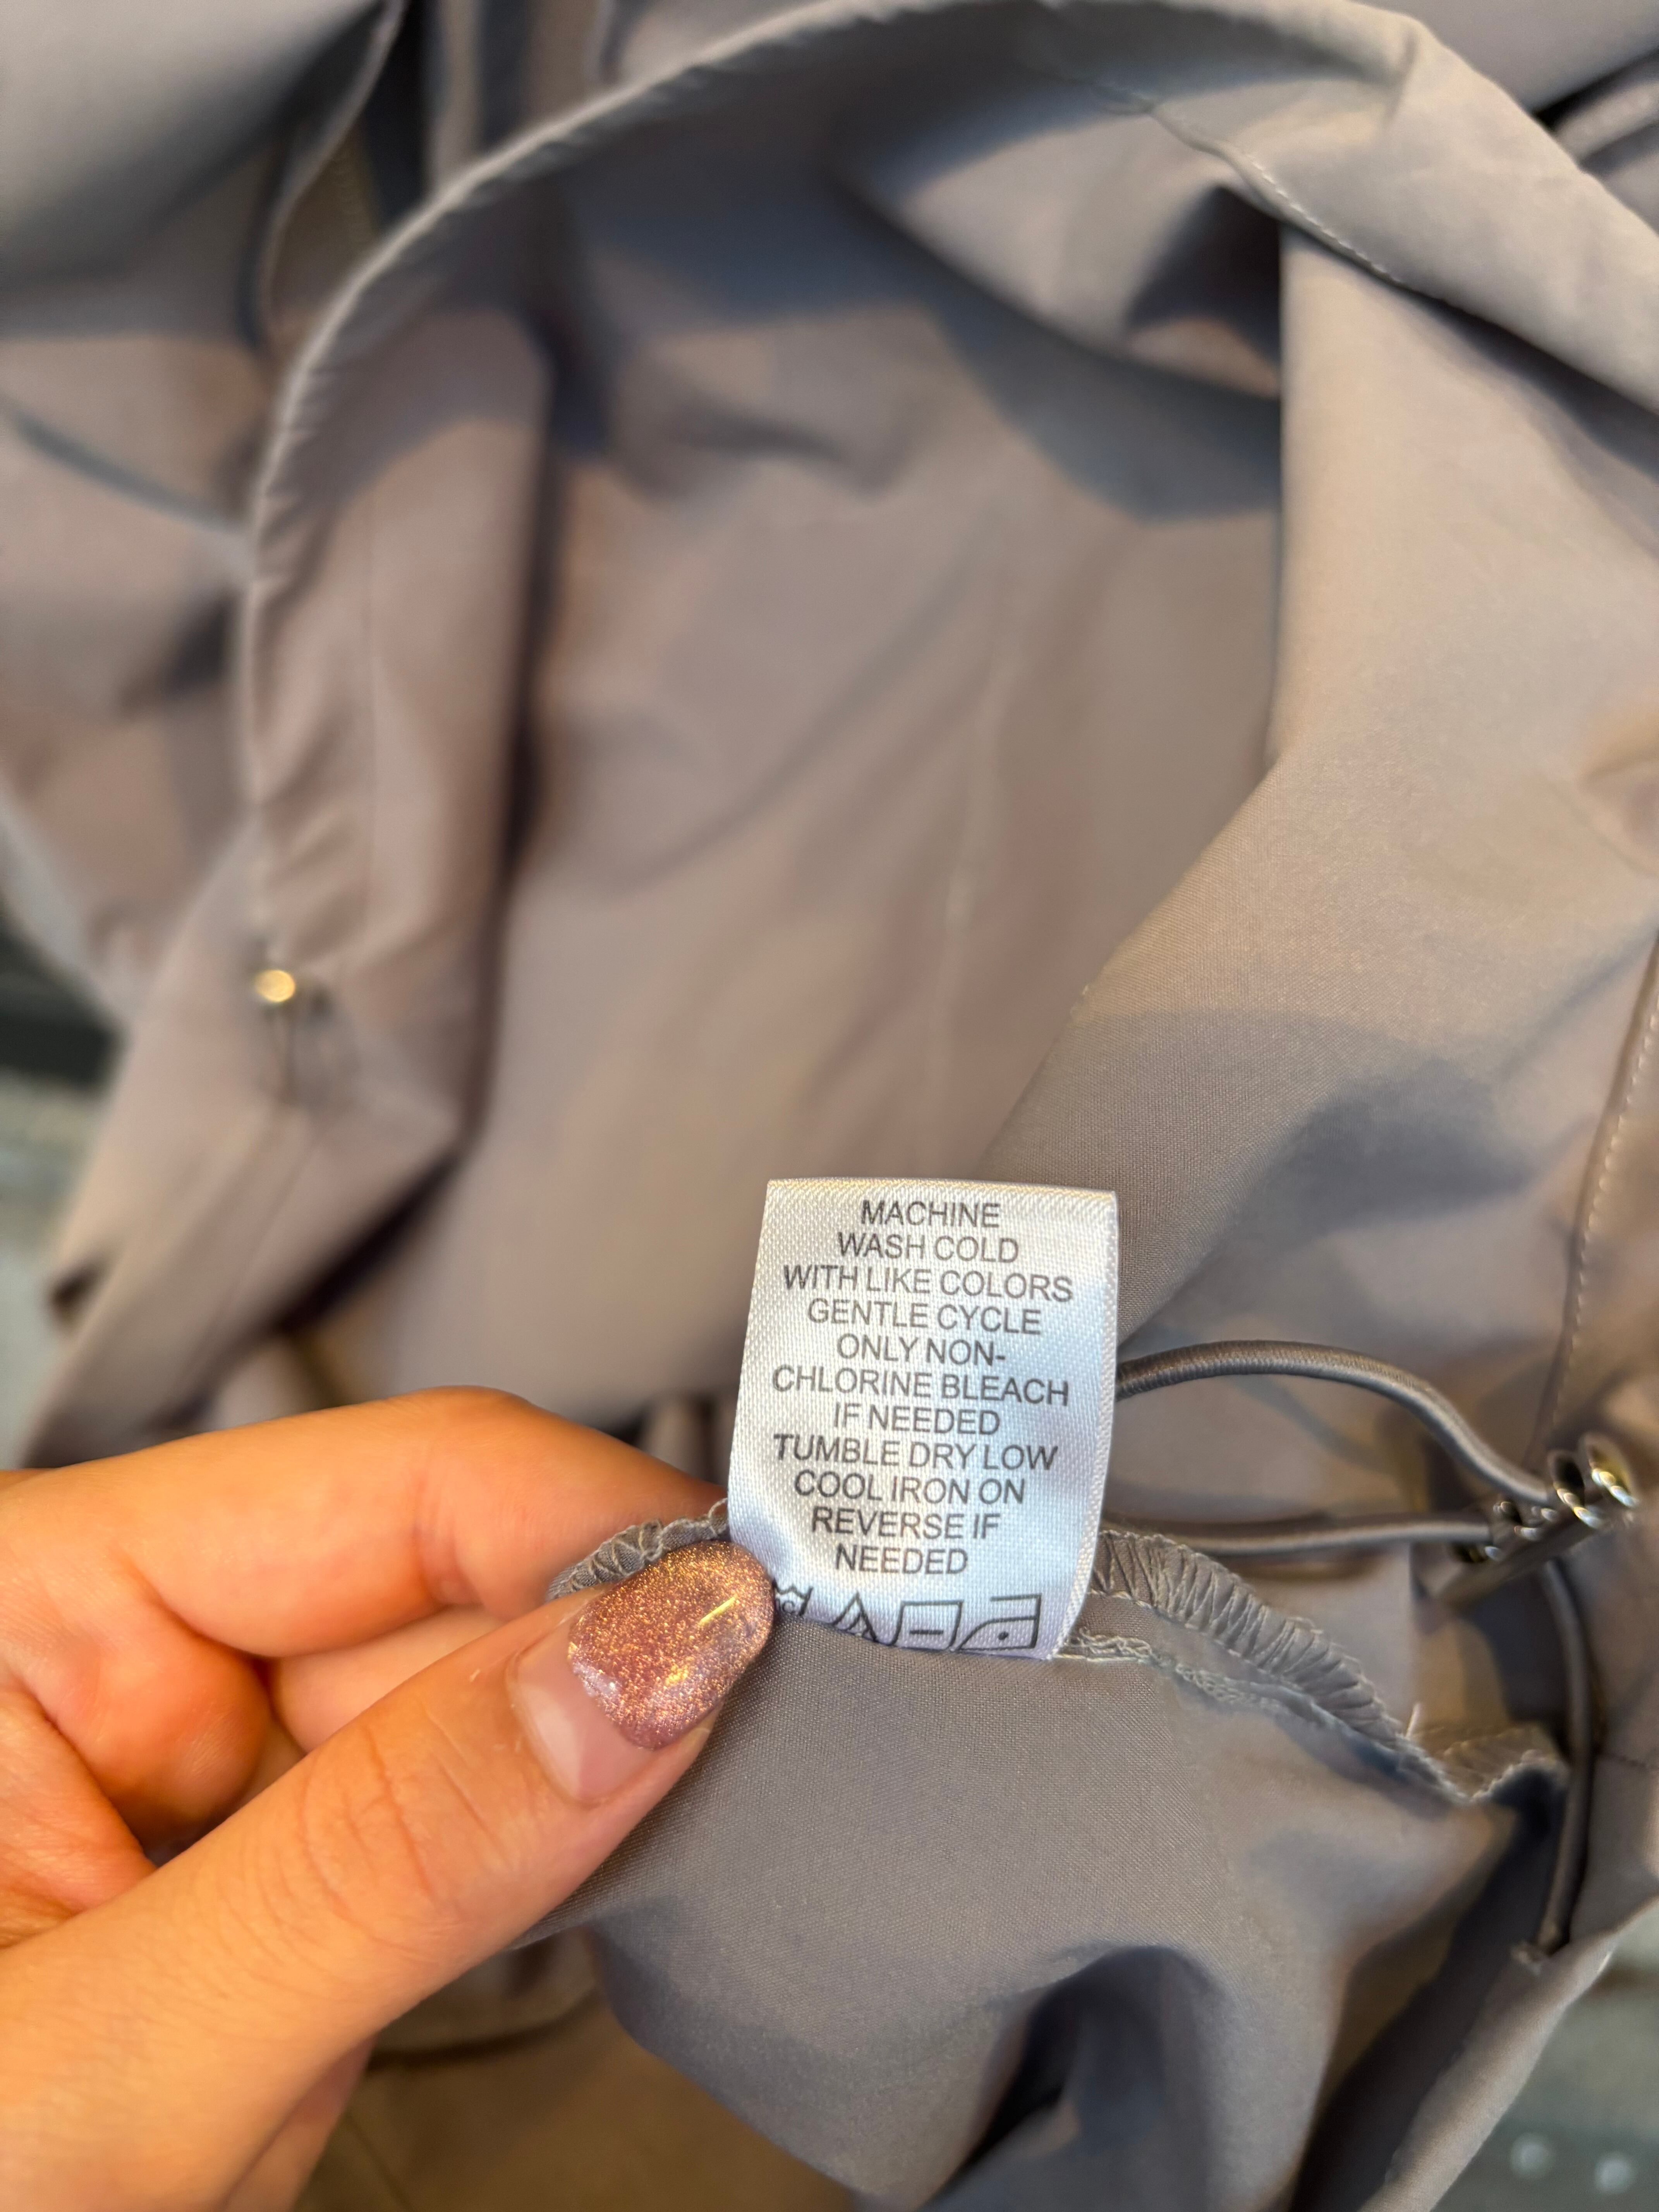 MACHINE
WASH COLD
WITH LIKE COLORS
GENTLE CYCLE
ONLY NON-
CHLORINE BLEACH
IF NEEDED
TUMBLE DRY LOW
COOL IRON ON
REVERSE IF
NEEDED